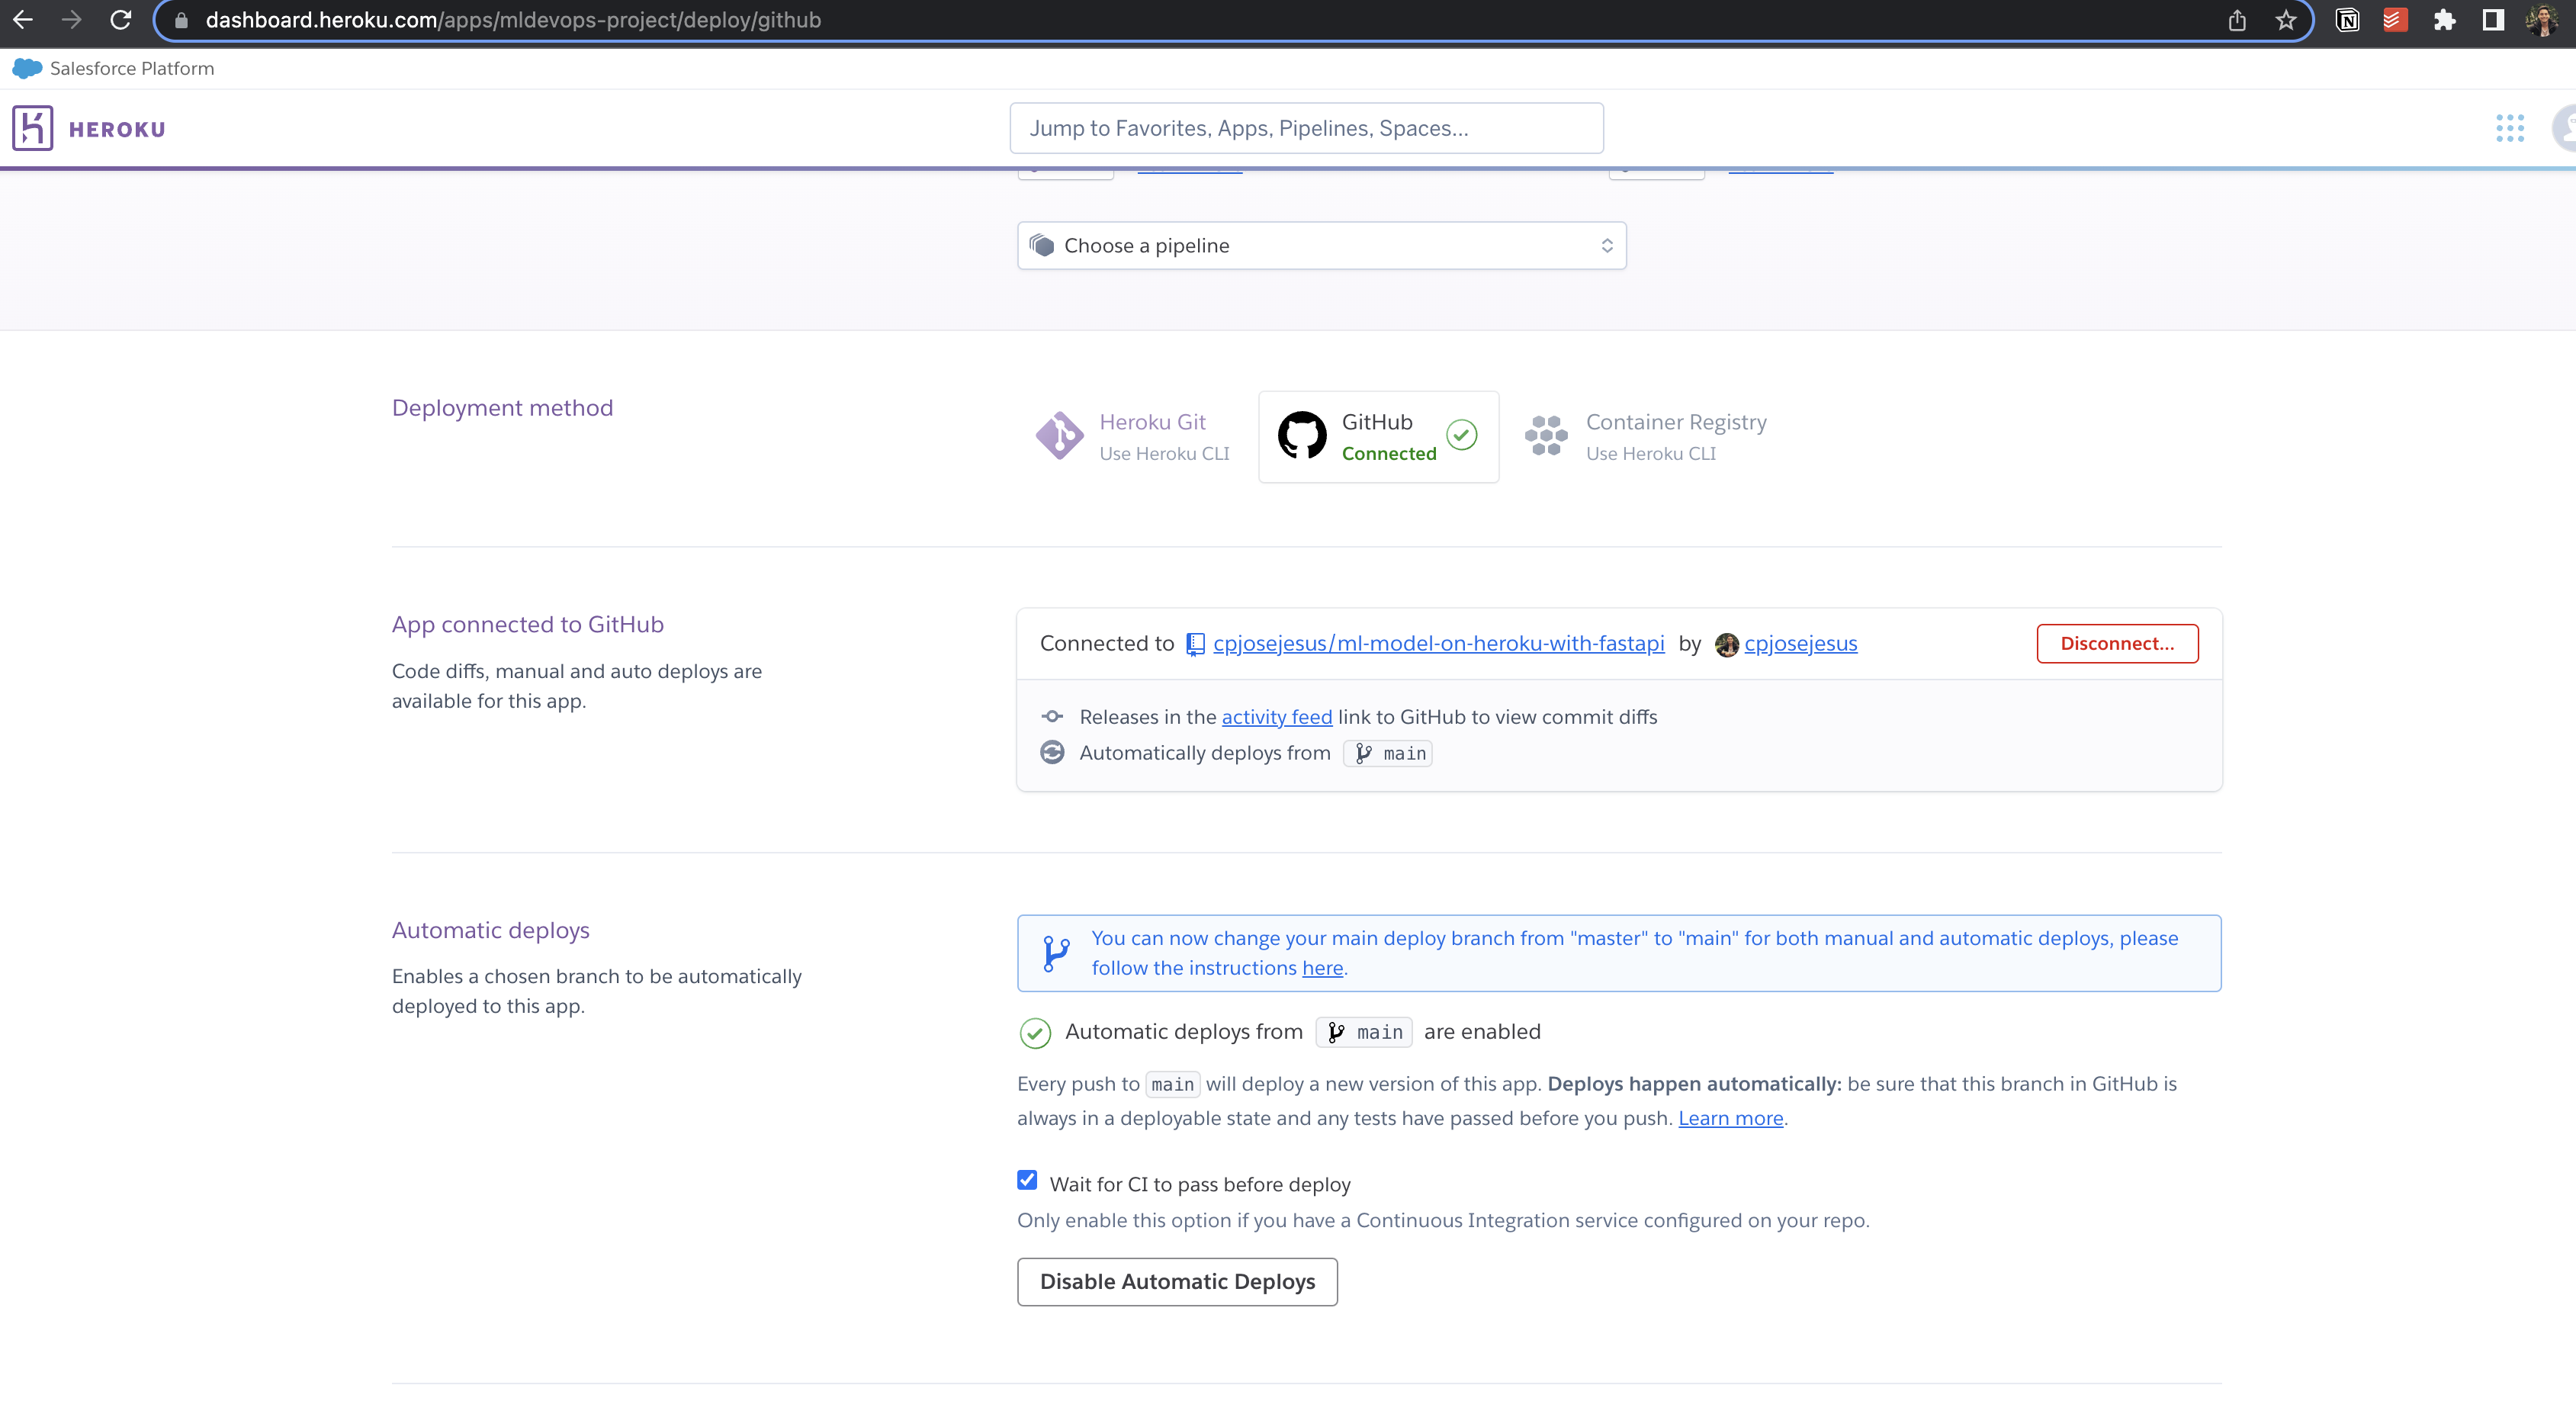 dashboard.heroku.com/apps/mldevops-project/deploy/github
Salesforce Platform
HEROKU
Jump to Favorites, Apps, Pipelines, Spaces...
Choose a pipeline
Deployment method
Heroku Git
Use Heroku CLI
GitHub
Connected
Container Registry
Use Heroku CLI
App connected to GitHub
Code diffs, manual and auto deploys are
available for this app.
Connected to cpjosejesus/ml-model-on-heroku-with-fastapi by cpjosejesus
Disconnect...
Releases in the activity feed link to GitHub to view commit diffs
Automatically deploys from main
Automatic deploys
Enables a chosen branch to be automatically
deployed to this app.
You can now change your main deploy branch from "master" to "main" for both manual and automatic deploys, please
follow the instructions here.
Automatic deploys from main are enabled
Every push to main will deploy a new version of this app. Deploys happen automatically: be sure that this branch in GitHub is
always in a deployable state and any tests have passed before you push. Learn more.
Wait for CI to pass before deploy
Only enable this option if you have a Continuous Integration service configured on your repo.
Disable Automatic Deploys